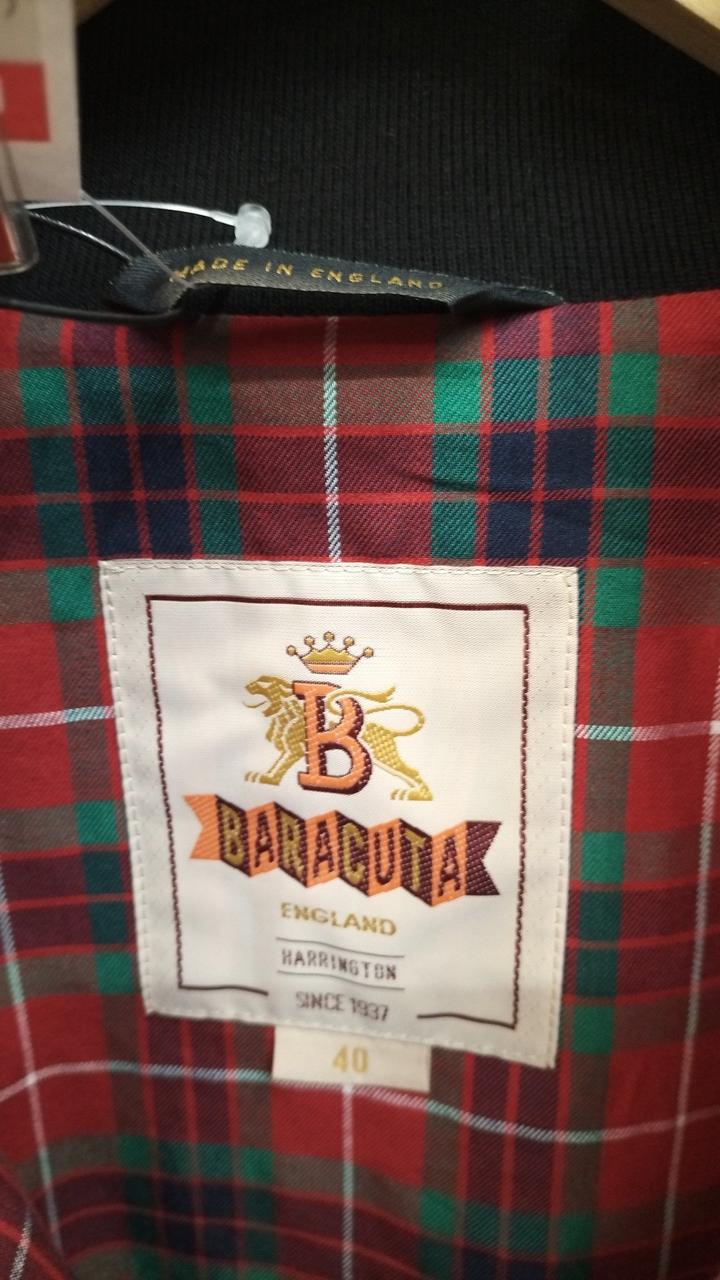 MADE IN ENGLAND
B
BARACUTA
ENGLAND
HARRINGTON
SINCE 1937
40